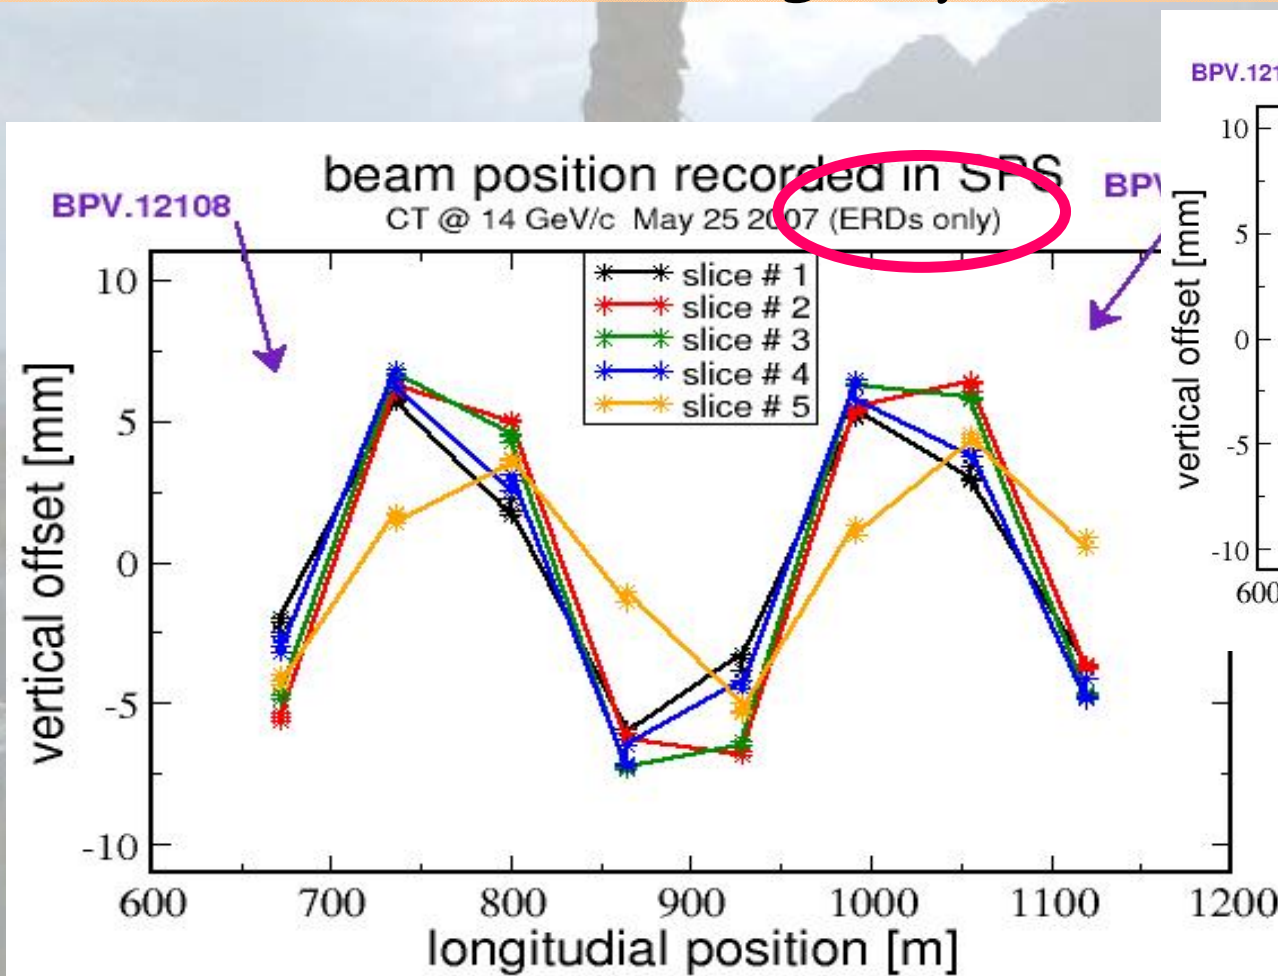 beam position recorded in SPS
CT @ 14 GeV/c May 25 2007 (ERDs only)
BPV.12108
BPV
slice # 1
slice # 2
slice # 3
slice # 4
slice # 5
vertical offset [mm]
10
5
0
-5
-10
600
700
800
900
1000
1100
1200
longitudial position [m]
vertical offset [mm]
10
5
0
-5
-10
600